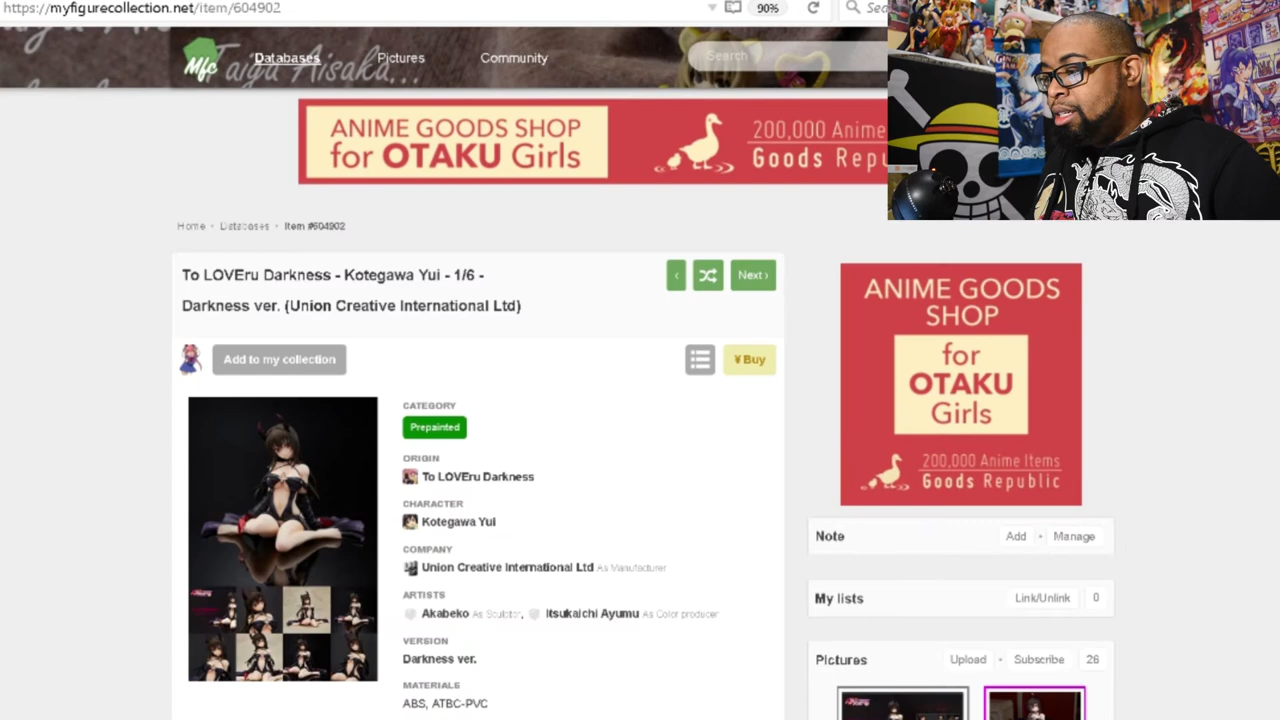 https://myfigurecollection.net/item/604902
90%
Sea
Mfc
Taiga Aisaka...
Databases
Pictures
Community
Search
ANIME GOODS SHOP
for OTAKU Girls
200,000 Anime
Goods Repu
Home • Databases • Item #604902
To LOVEru Darkness - Kotegawa Yui - 1/6 -
Darkness ver. (Union Creative International Ltd)
‹
Next ›
Add to my collection
¥ Buy
CATEGORY
Prepainted
ORIGIN
To LOVEru Darkness
CHARACTER
Kotegawa Yui
COMPANY
Union Creative International Ltd As Manufacturer
ARTISTS
Akabeko As Sculptor, Itsukaichi Ayumu As Color producer
VERSION
Darkness ver.
MATERIALS
ABS, ATBC-PVC
ANIME GOODS
SHOP
for
OTAKU
Girls
200,000 Anime Items
Goods Republic
Note
Add • Manage
My lists
Link/Unlink 0
Pictures
Upload • Subscribe 26